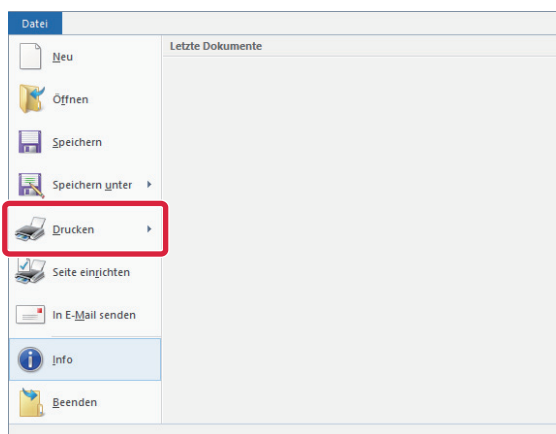 Datei
Letzte Dokumente
Neu
Öffnen
Speichern
Speichern unter
Drucken
Seite einrichten
In E-Mail senden
Info
Beenden